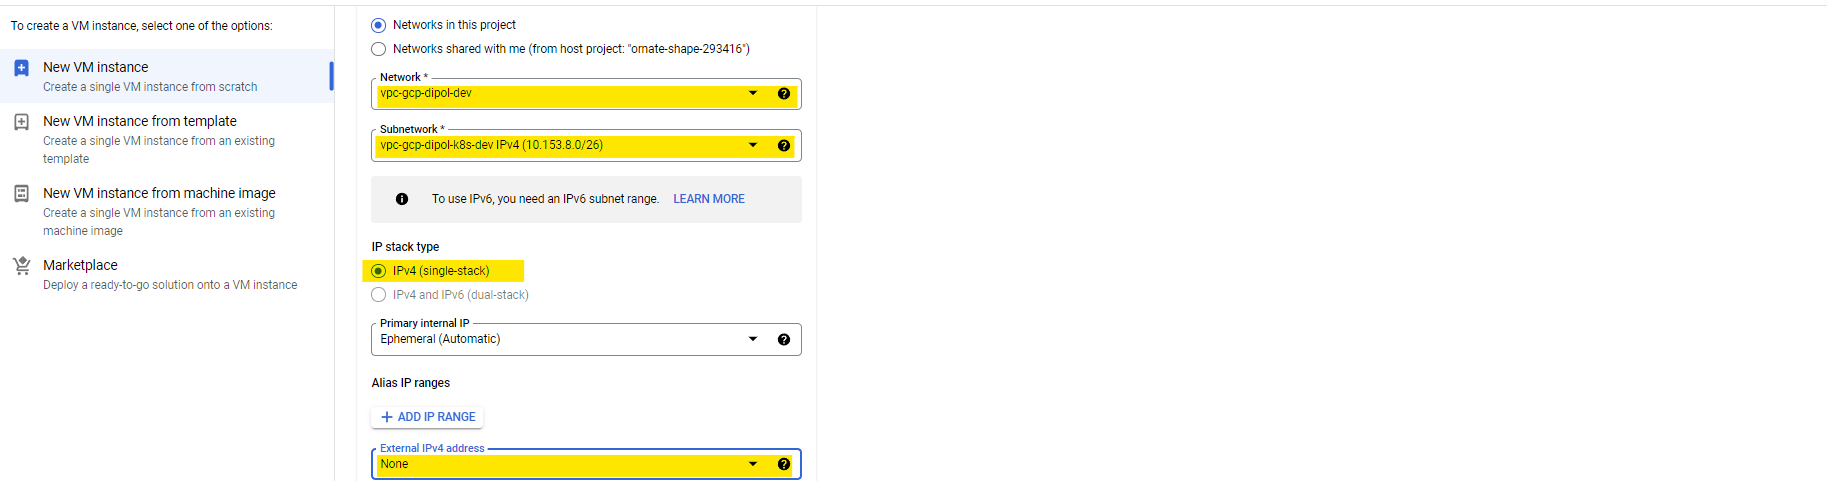 To create a VM instance, select one of the options:
New VM instance
Create a single VM instance from scratch
New VM instance from template
Create a single VM instance from an existing
template
New VM instance from machine image
Create a single VM instance from an existing
machine image
Marketplace
Deploy a ready-to-go solution onto a VM instance
Networks in this project
Networks shared with me (from host project: "ornate-shape-293416")
Network *
vpc-gcp-dipol-dev
Subnetwork *
vpc-gcp-dipol-k8s-dev IPv4 (10.153.8.0/26)
To use IPv6, you need an IPv6 subnet range. LEARN MORE
IP stack type
IPv4 (single-stack)
IPv4 and IPv6 (dual-stack)
Primary internal IP
Ephemeral (Automatic)
Alias IP ranges
+ ADD IP RANGE
External IPv4 address
None